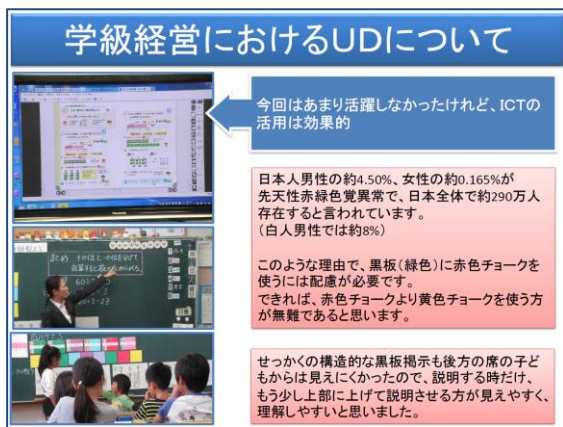 学級経営におけるUDについて
今回はあまり活躍しなかったけれど、ICTの
活用は効果的
日本人男性の約4.50%、女性の約0.165%が
先天性赤緑色覚異常で、日本全体で約290万人
存在すると言われています。
(白人男性では約8%)
このような理由で、黒板(緑色)に赤色チョークを
使うには配慮が必要です。
できれば、赤色チョークより黄色チョークを使う方
が無難であると思います。
せっかくの構造的な黒板掲示も後方の席の子ど
もからは見えにくかったので、説明する時だけ、
もう少し上部に上げて説明させる方が見えやすく、
理解しやすいと思いました。
Panasonic
まとめ